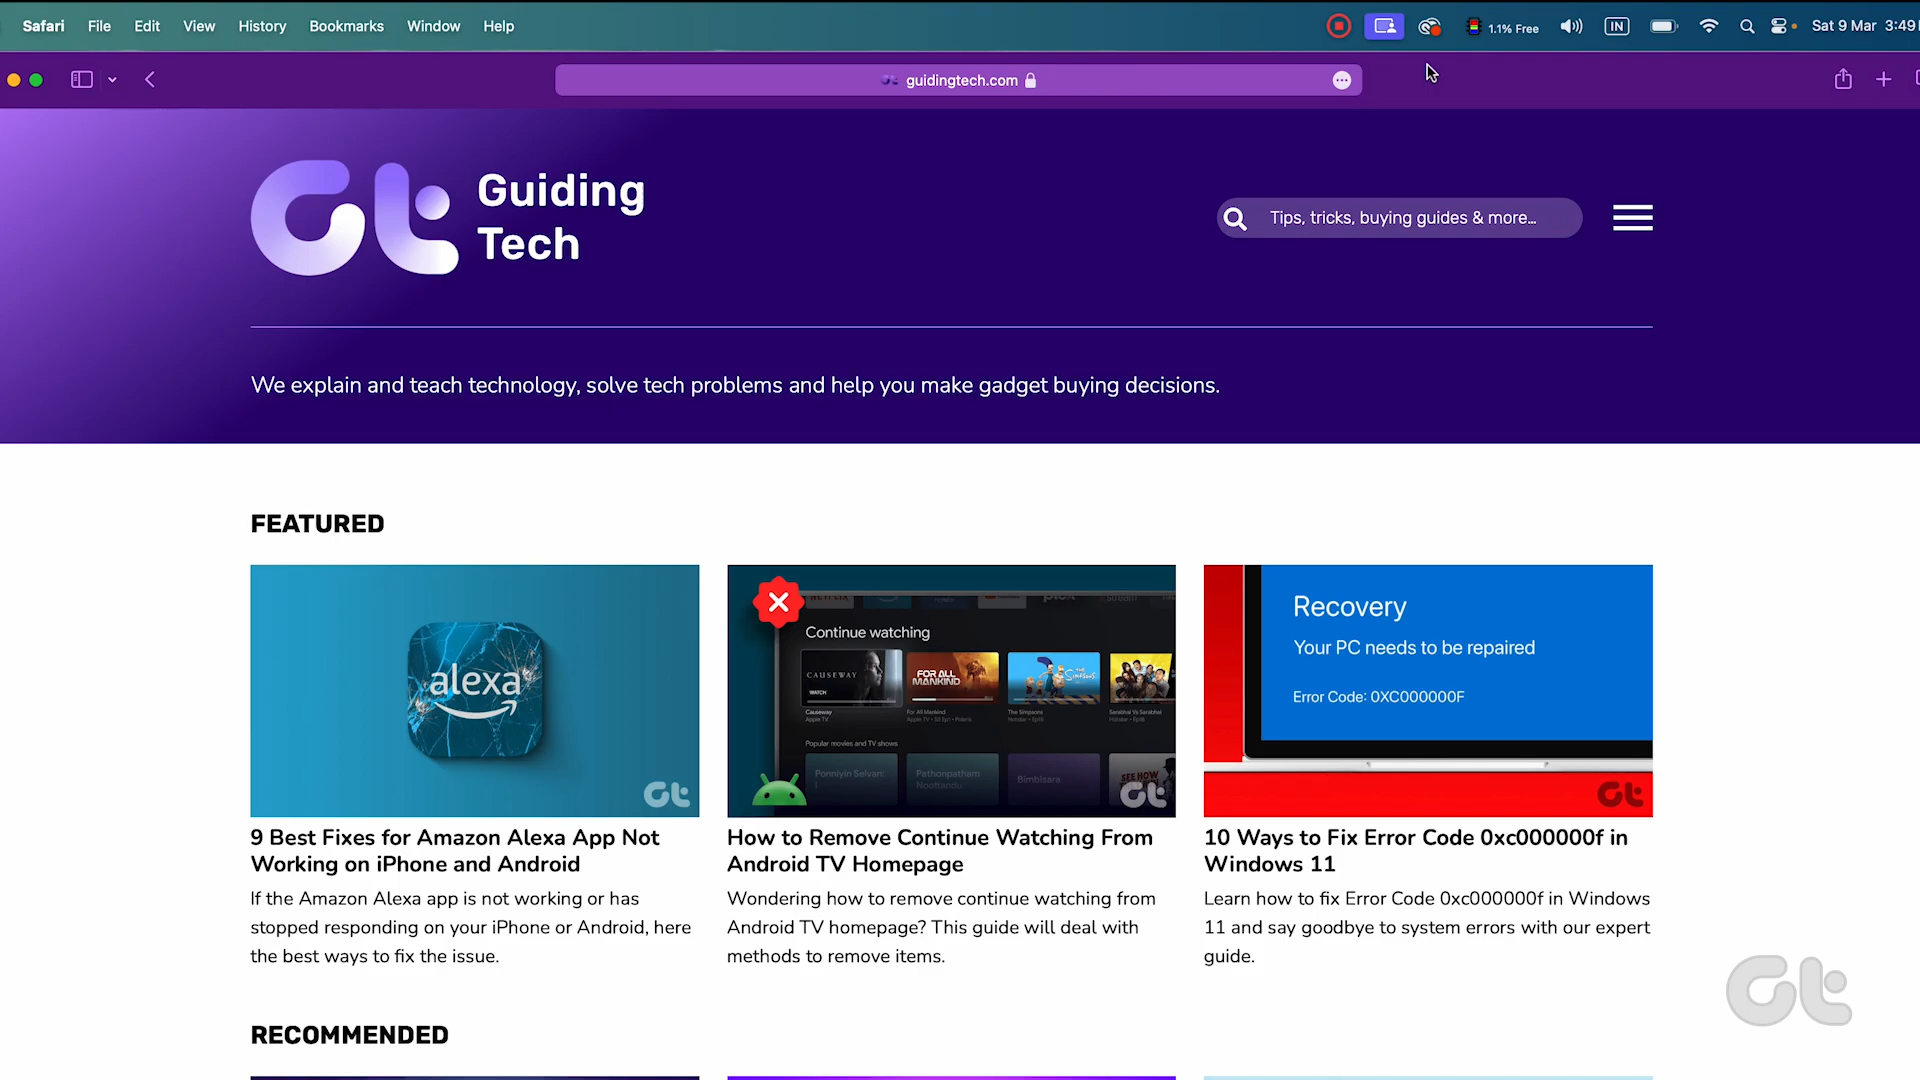 Safari File Edit View History Bookmarks Window Help 1.1% Free IN Sat 9 Mar 3:49
guidingtech.com
Guiding
Tech
Tips, tricks, buying guides & more...
We explain and teach technology, solve tech problems and help you make gadget buying decisions.
FEATURED
alexa
Continue watching
CAUSEWAY
WATCH
FOR ALL
MANKIND
The Simpsons
Causeway
Apple TV
For All Mankind
The Simpsons
Sarabhai Vs Sarabhai
Popular movies and TV shows
Ponniyin Selvan:
I
Pathonpatham
Noottandu
Bimbisara
SEE HOW
Recovery
Your PC needs to be repaired
Error Code: 0XC000000F
9 Best Fixes for Amazon Alexa App Not
Working on iPhone and Android
If the Amazon Alexa app is not working or has
stopped responding on your iPhone or Android, here
the best ways to fix the issue.
How to Remove Continue Watching From
Android TV Homepage
Wondering how to remove continue watching from
Android TV homepage? This guide will deal with
methods to remove items.
10 Ways to Fix Error Code 0xc000000f in
Windows 11
Learn how to fix Error Code 0xc000000f in Windows
11 and say goodbye to system errors with our expert
guide.
RECOMMENDED